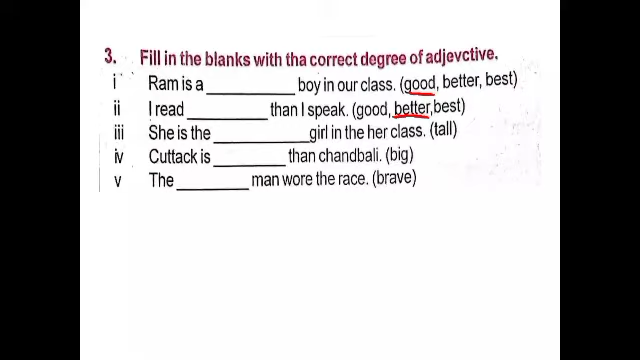 3. Fill in the blanks with tha correct degree of adjevctive.
i Ram is a __________ boy in our class. (good, better, best)
ii I read _________ than I speak. (good, better, best)
iii She is the ___________ girl in the her class. (tall)
iv Cuttack is ________ than chandbali. (big)
v The ________ man wore the race. (brave)